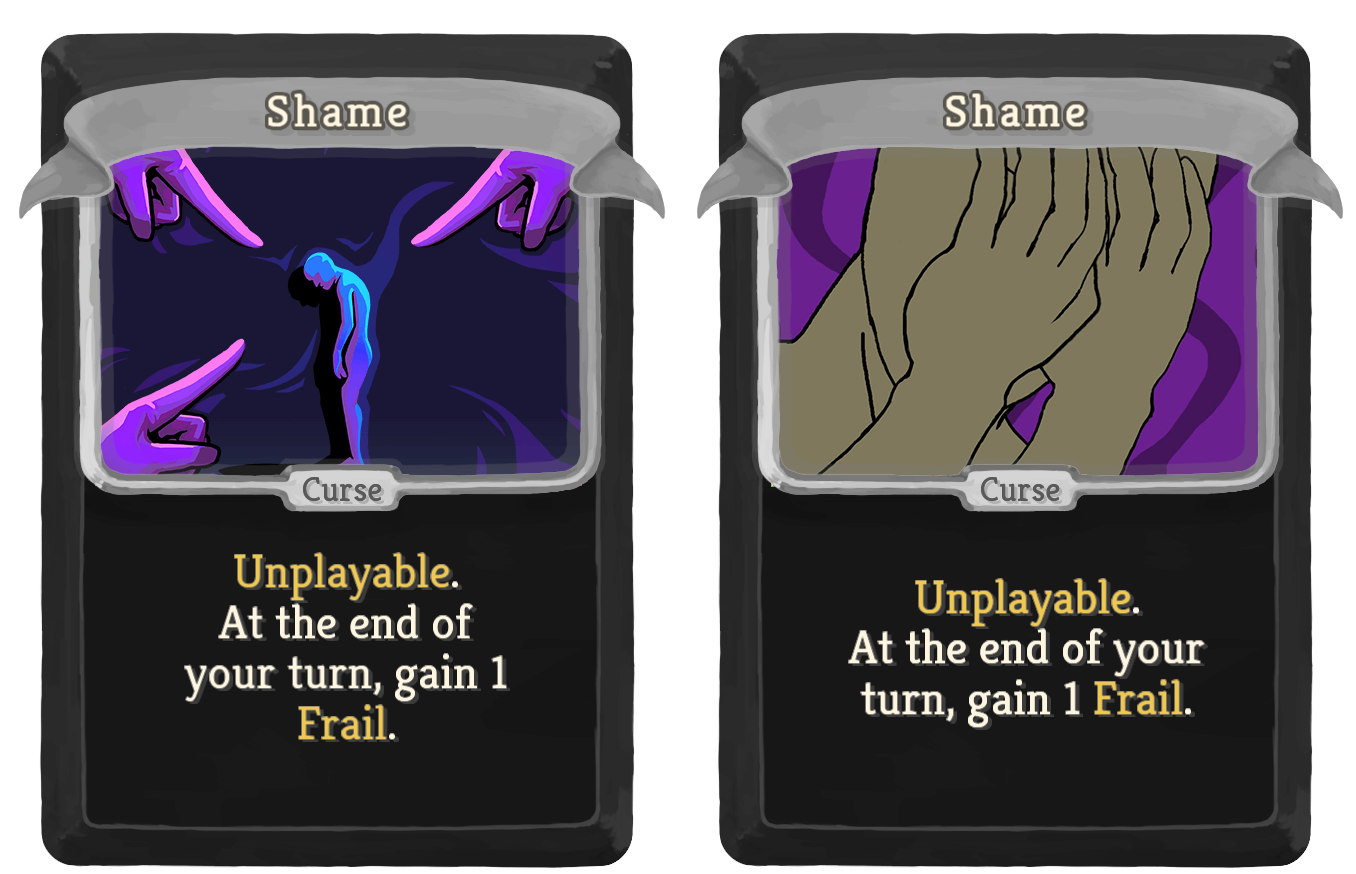 Shame
Curse
Unplayable.
At the end of
your turn, gain 1
Frail.
Shame
Curse
Unplayable.
At the end of your
turn, gain 1 Frail.